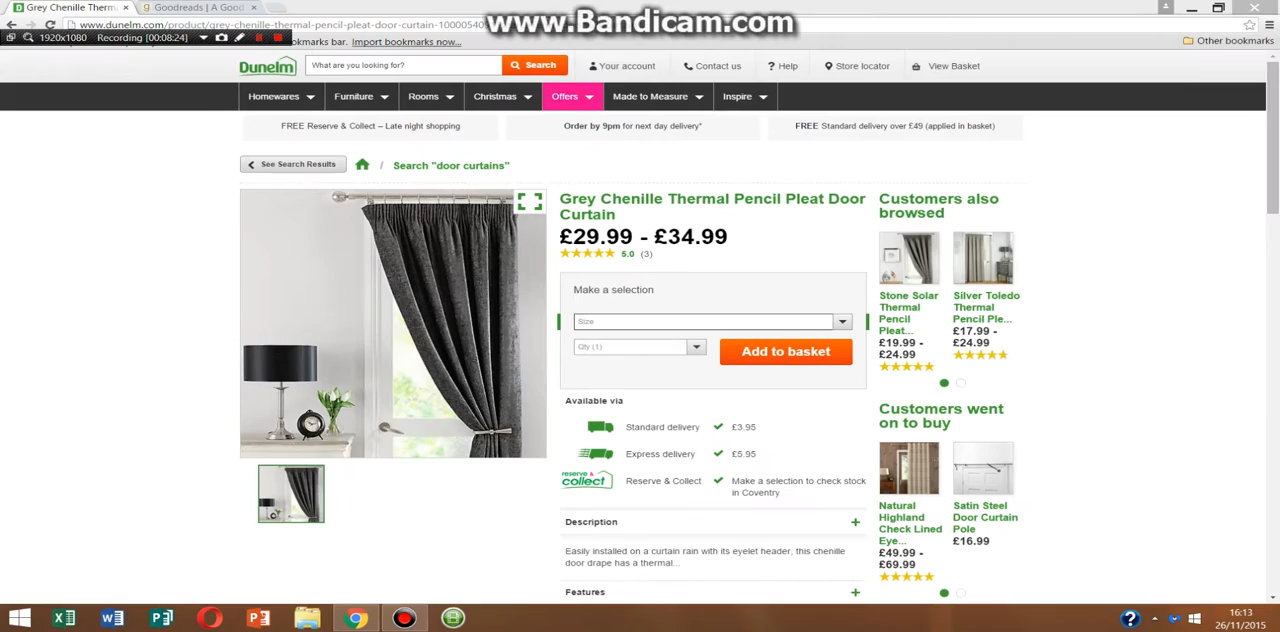 www.Bandicam.com
Grey Chenille Therm
Goodreads | A Good
www.dunelm.com/product/grey-chenille-thermal-pencil-pleat-door-curtain-1000054
1920x1080 Recording [00:08:24]
okmarks bar. Import bookmarks now...
Other bookmarks
Dunelm
What are you looking for?
Search
Your account
Contact us
? Help
Store locator
View Basket
Homewares
Furniture
Rooms
Christmas
Offers
Made to Measure
Inspire
FREE Reserve & Collect – Late night shopping
Order by 9pm for next day delivery*
FREE Standard delivery over £49 (applied in basket)
See Search Results
/ Search "door curtains"
Grey Chenille Thermal Pencil Pleat Door
Curtain
£29.99 - £34.99
5.0 (3)
Make a selection
Size
Qty (1)
Add to basket
Available via
Standard delivery £3.95
Express delivery £5.95
reserve &
collect
Reserve & Collect
Make a selection to check stock
in Coventry
Description +
Easily installed on a curtain rain with its eyelet header, this chenille
door drape has a thermal...
Features +
Customers also
browsed
Stone Solar
Thermal
Pencil
Pleat...
£19.99 -
£24.99
Silver Toledo
Thermal
Pencil Ple...
£17.99 -
£24.99
Customers went
on to buy
Natural
Highland
Check Lined
Eye...
£49.99 -
£69.99
Satin Steel
Door Curtain
Pole
£16.99
16:13
26/11/2015